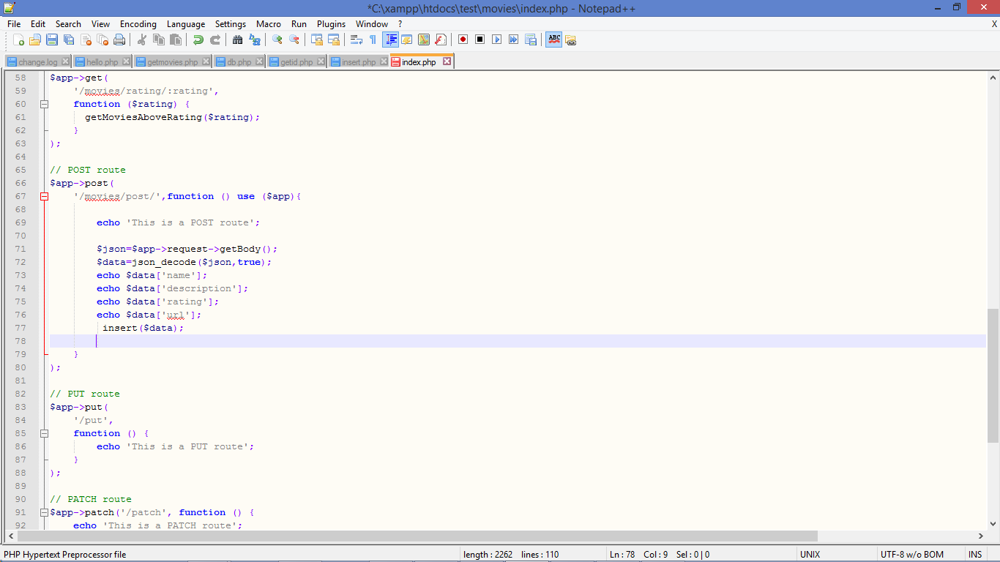 *C:\xampp\htdocs\test\movies\index.php - Notepad++
File Edit Search View Encoding Language Settings Macro Run Plugins Window ? X
ABC
change.log hello.php getmovies.php db.php getid.php insert.php index.php
58 $app->get(
59 '/movies/rating/:rating',
60 function ($rating) {
61 getMoviesAboveRating($rating);
62 }
63 );
64
65 // POST route
66 $app->post(
67 '/movies/post/',function () use ($app){
68
69 echo 'This is a POST route';
70
71 $json=$app->request->getBody();
72 $data=json_decode($json,true);
73 echo $data['name'];
74 echo $data['description'];
75 echo $data['rating'];
76 echo $data['url'];
77 insert($data);
78
79 }
80 );
81
82 // PUT route
83 $app->put(
84 '/put',
85 function () {
86 echo 'This is a PUT route';
87 }
88 );
89
90 // PATCH route
91 $app->patch('/patch', function () {
92 echo 'This is a PATCH route';
PHP Hypertext Preprocessor file length : 2262 lines : 110 Ln : 78 Col : 9 Sel : 0 | 0 UNIX UTF-8 w/o BOM INS